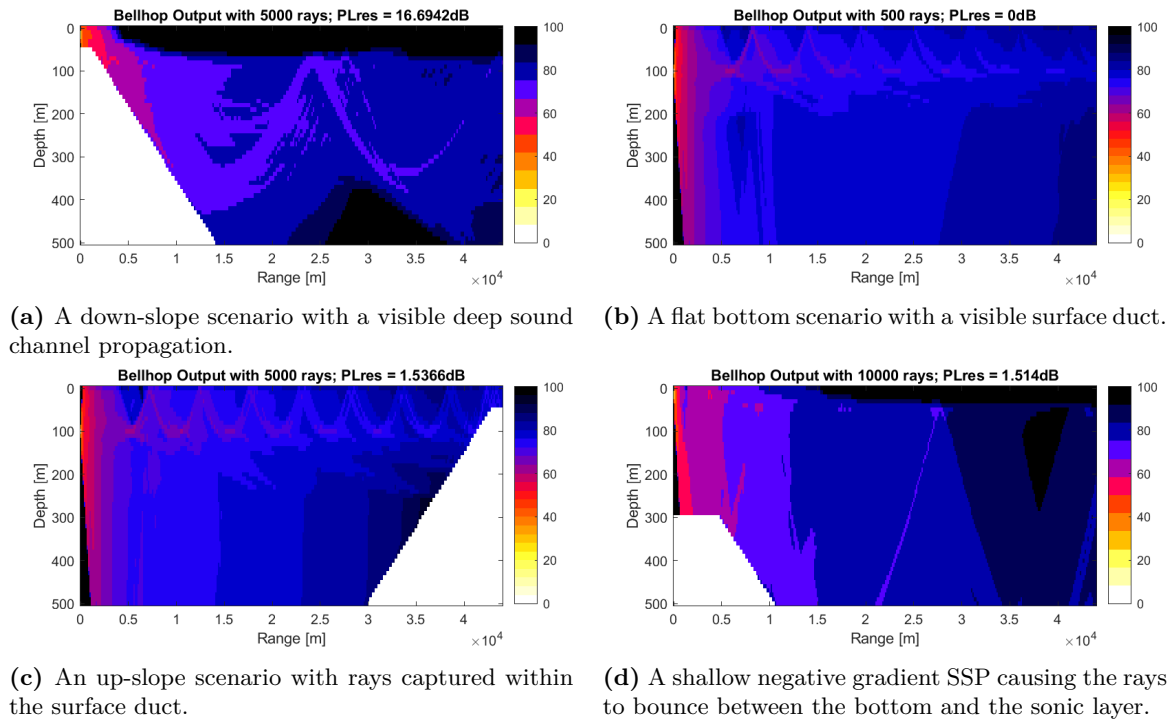 Bellhop Output with 5000 rays; PLres = 16.6942dB
0
100
200
300
400
500
Depth [m]
0 0.5 1 1.5 2 2.5 3 3.5 4
Range [m]
×10⁴
100
80
60
40
20
0
(a) A down-slope scenario with a visible deep sound
channel propagation.
Bellhop Output with 500 rays; PLres = 0dB
0
100
200
300
400
500
Depth [m]
0 0.5 1 1.5 2 2.5 3 3.5 4
Range [m]
×10⁴
100
80
60
40
20
0
(b) A flat bottom scenario with a visible surface duct.
Bellhop Output with 5000 rays; PLres = 1.5366dB
0
100
200
300
400
500
Depth [m]
0 0.5 1 1.5 2 2.5 3 3.5 4
Range [m]
×10⁴
100
80
60
40
20
0
(c) An up-slope scenario with rays captured within
the surface duct.
Bellhop Output with 10000 rays; PLres = 1.514dB
0
100
200
300
400
500
Depth [m]
0 0.5 1 1.5 2 2.5 3 3.5 4
Range [m]
×10⁴
100
80
60
40
20
0
(d) A shallow negative gradient SSP causing the rays
to bounce between the bottom and the sonic layer.